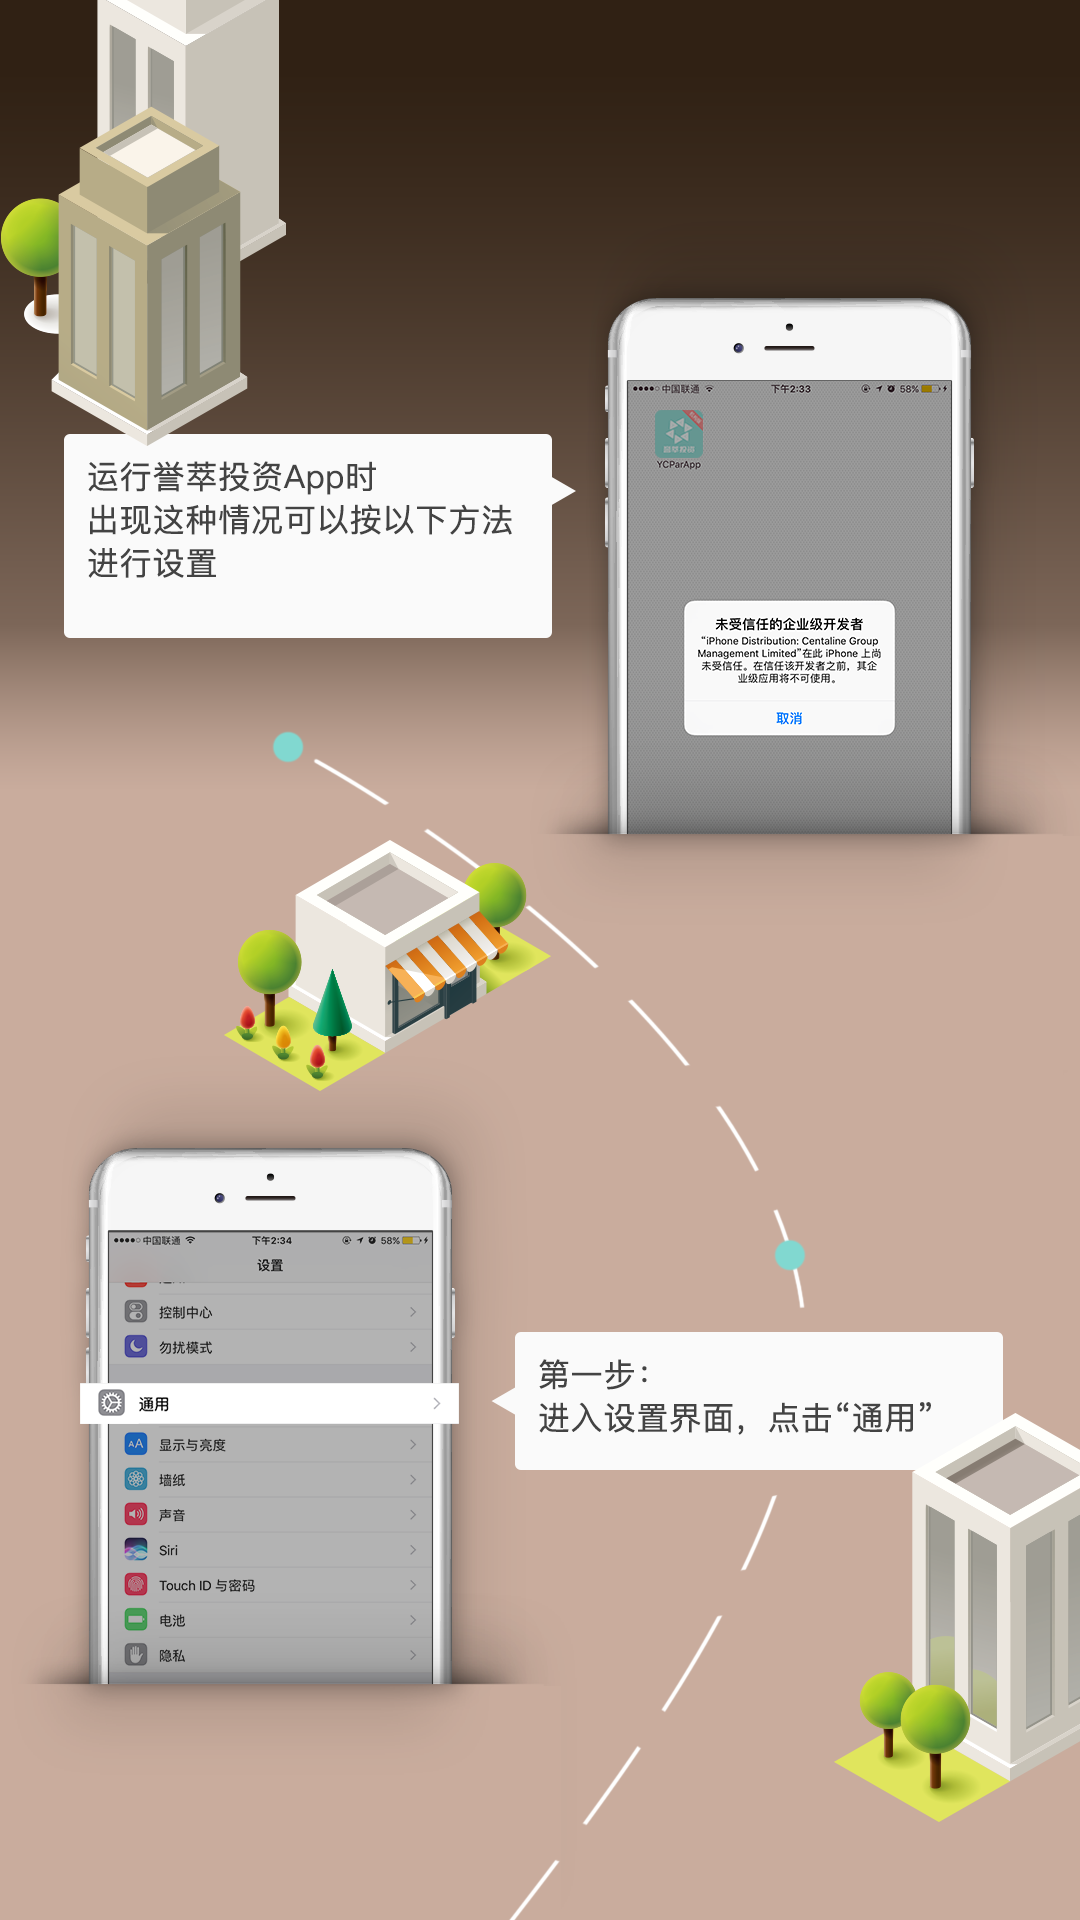 运行誉萃投资App时
出现这种情况可以按以下方法
进行设置
中国联通
下午2:33
58%
誉萃投资
YCParApp
未受信任的企业级开发者
“iPhone Distribution: Centaline Group
Management Limited”在此 iPhone 上尚
未受信任。在信任该开发者之前，其企
业级应用将不可使用。
取消
中国联通
下午2:34
58%
设置
控制中心
勿扰模式
通用
AA
显示与亮度
墙纸
声音
Siri
Touch ID 与密码
电池
隐私
第一步：
进入设置界面，点击“通用”